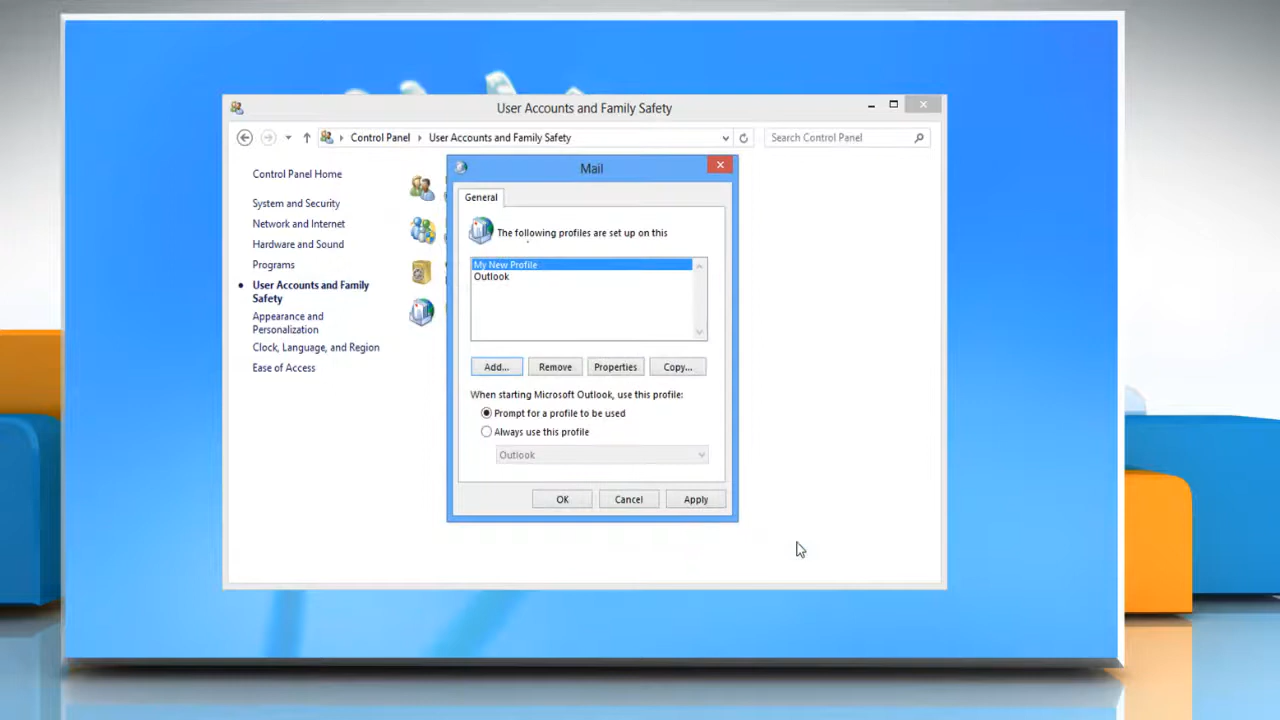 User Accounts and Family Safety
Control Panel User Accounts and Family Safety
Search Control Panel
Control Panel Home
System and Security
Network and Internet
Hardware and Sound
Programs
User Accounts and Family
Safety
Appearance and
Personalization
Clock, Language, and Region
Ease of Access
Mail
General
The following profiles are set up on this
My New Profile
Outlook
Add... Remove Properties Copy...
When starting Microsoft Outlook, use this profile:
Prompt for a profile to be used
Always use this profile
Outlook
OK Cancel Apply